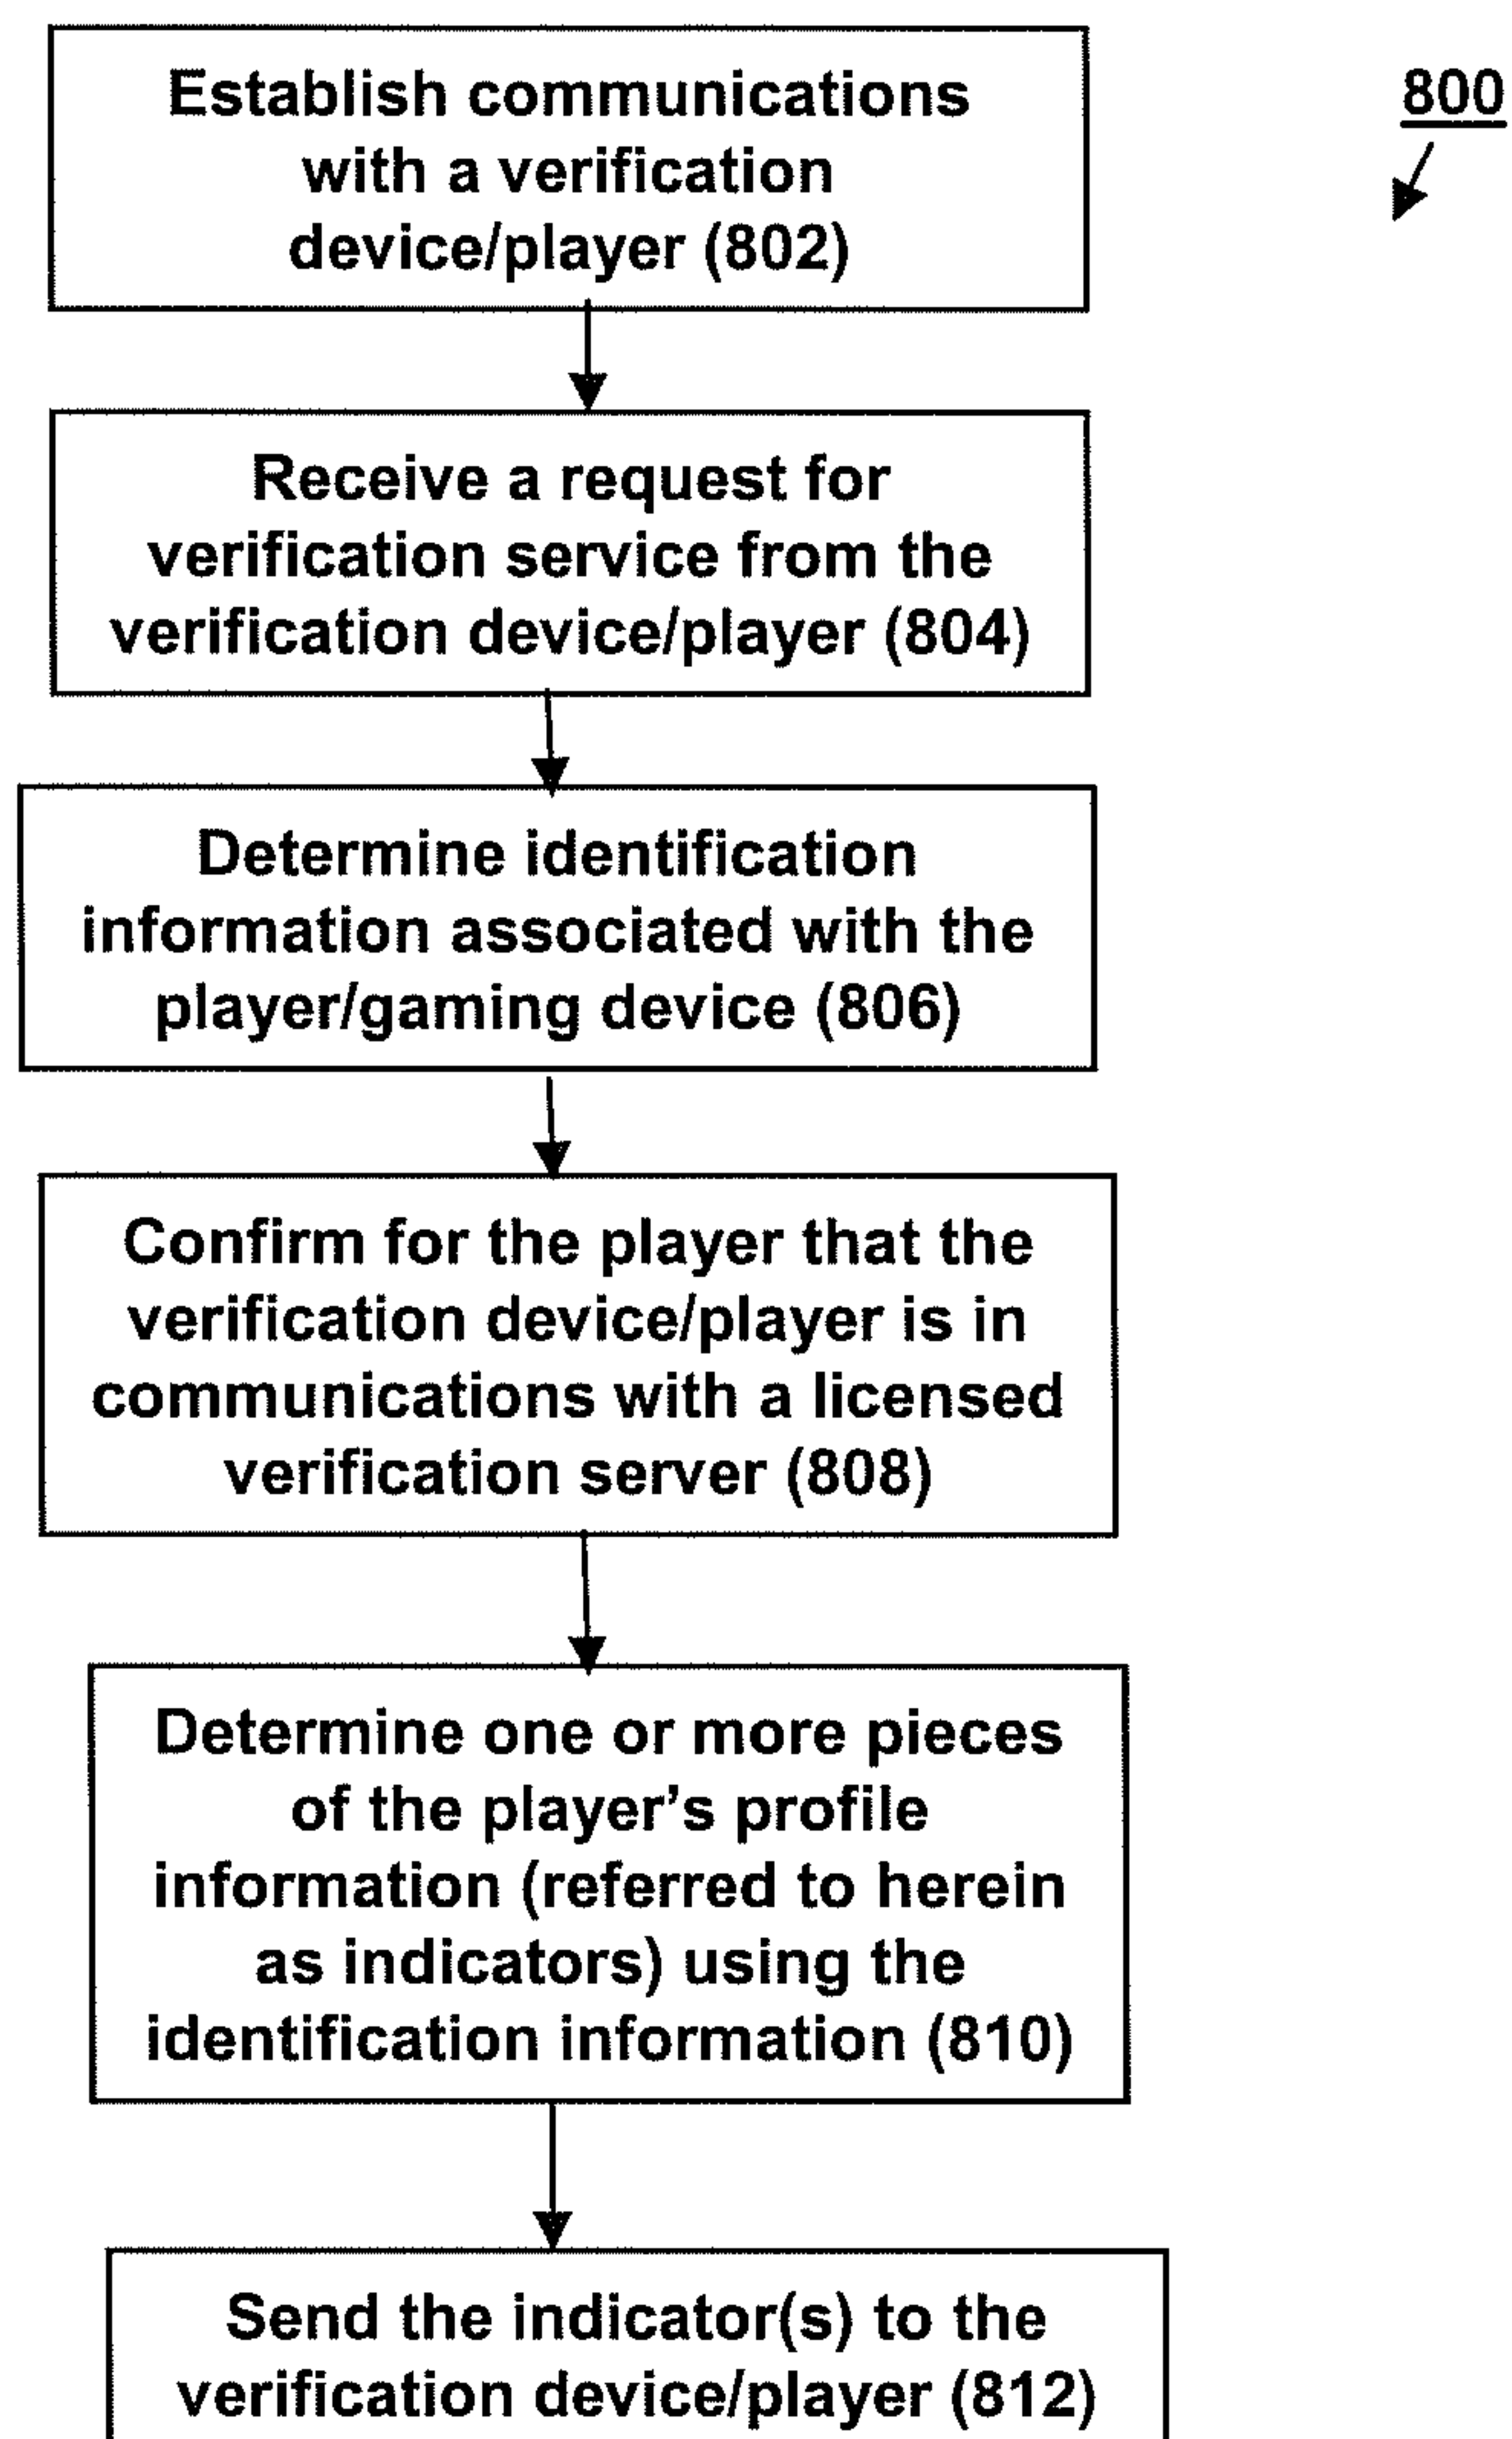 Establish communications
with a verification
device/player (802)
800
Receive a request for
verification service from the
verification device/player (804)
Determine identification
information associated with the
player/gaming device (806)
Confirm for the player that the
verification device/player is in
communications with a licensed
verification server (808)
Determine one or more pieces
of the player's profile
information (referred to herein
as indicators) using the
identification information (810)
Send the indicator(s) to the
verification device/player (812)